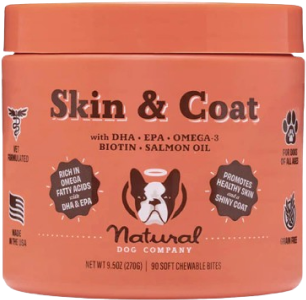 Skin & Coat
with DHA • EPA • OMEGA-3
BIOTIN • SALMON OIL
VET
FORMULATED
RICH IN
OMEGA
FATTY ACIDS
with
DHA & EPA
PROMOTES
HEALTHY SKIN
and a
SHINY COAT
FOR DOGS
OF ALL AGES
MADE
IN THE USA
GRAIN FREE
Natural
DOG COMPANY
NET WT 9.5OZ (270G) | 90 SOFT CHEWABLE BITES